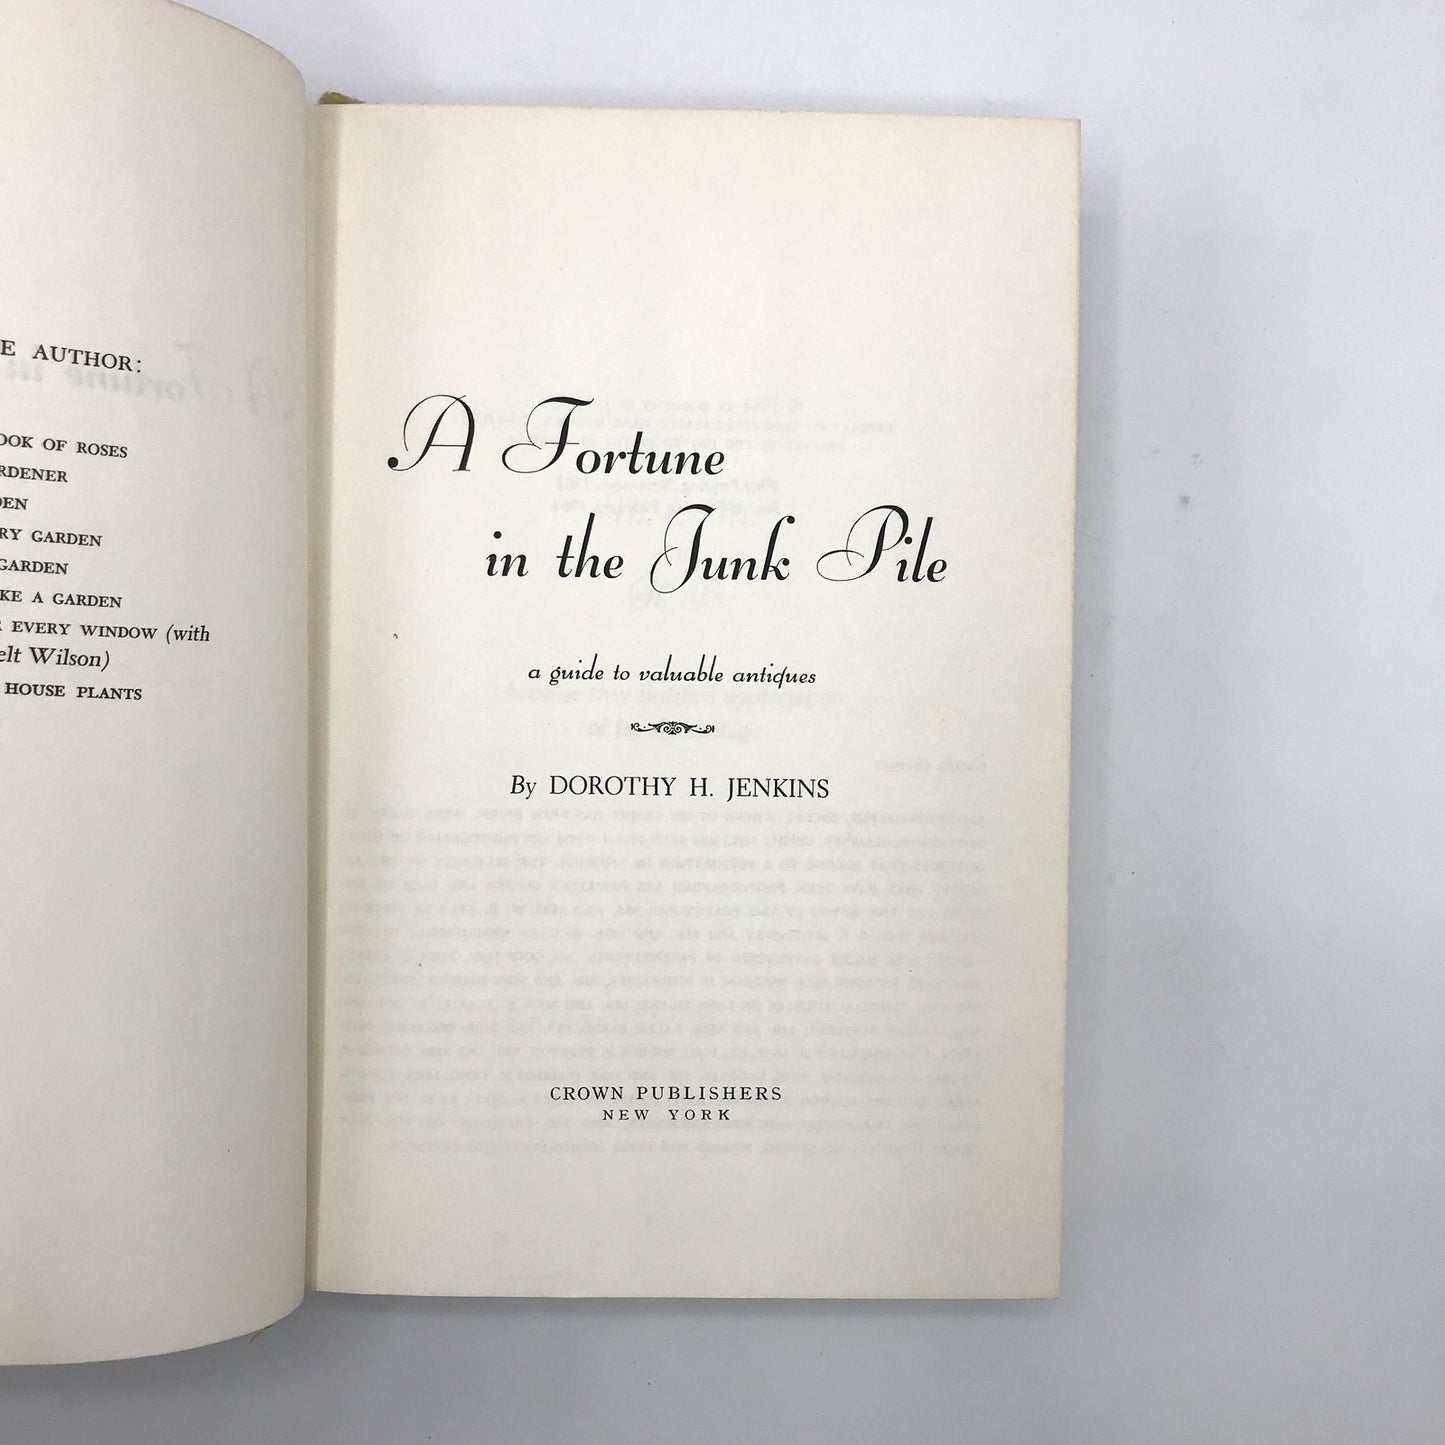 E AUTHOR:
OOK OF ROSES
RDENER
DEN
RY GARDEN
GARDEN
KE A GARDEN
R EVERY WINDOW (with
elt Wilson)
HOUSE PLANTS
A Fortune
in the Junk Pile
a guide to valuable antiques
By DOROTHY H. JENKINS
CROWN PUBLISHERS
NEW YORK